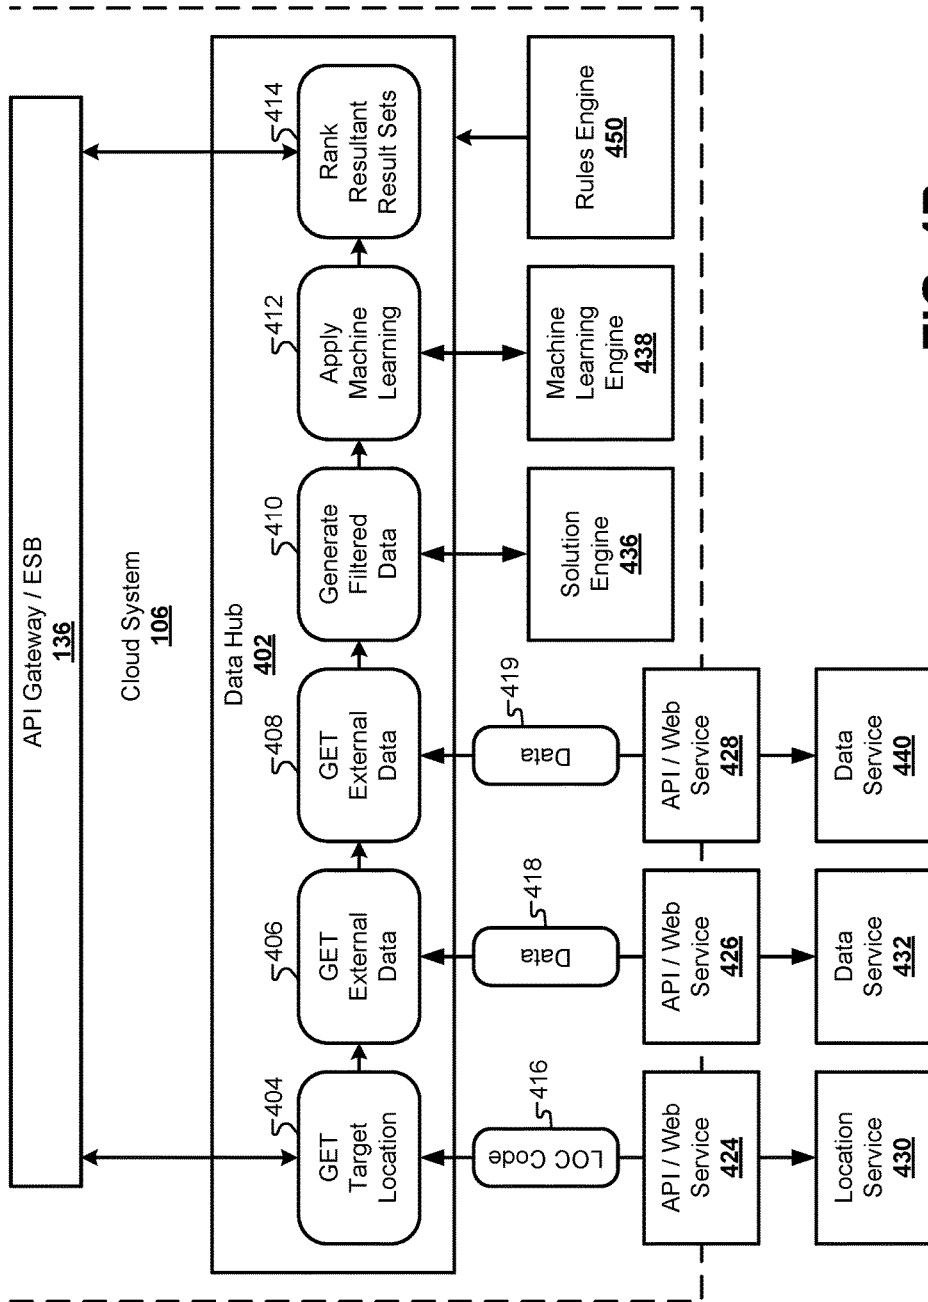 API Gateway / ESB
136
Cloud System
106
Data Hub
402
404
406
408
410
412
414
GET
Target
Location
GET
External
Data
GET
External
Data
Generate
Filtered
Data
Apply
Machine
Learning
Rank
Resultant
Result Sets
LOC Code
416
Data
418
Data
419
API / Web
Service
424
API / Web
Service
426
API / Web
Service
428
Solution
Engine
436
Machine
Learning
Engine
438
Rules Engine
450
Location
Service
430
Data
Service
432
Data
Service
440